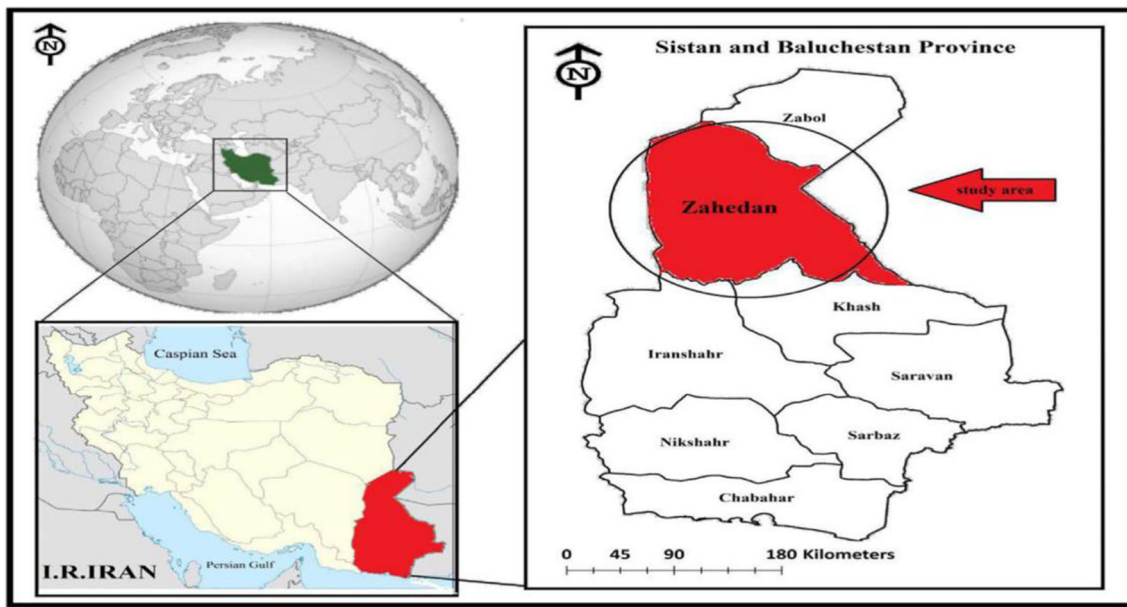 N
Caspian Sea
Persian Gulf
I.R.IRAN
Sistan and Baluchestan Province
N
Zabol
study area
Zahedan
Khash
Iranshahr
Saravan
Nikshahr
Sarbaz
Chabahar
0 45 90 180 Kilometers